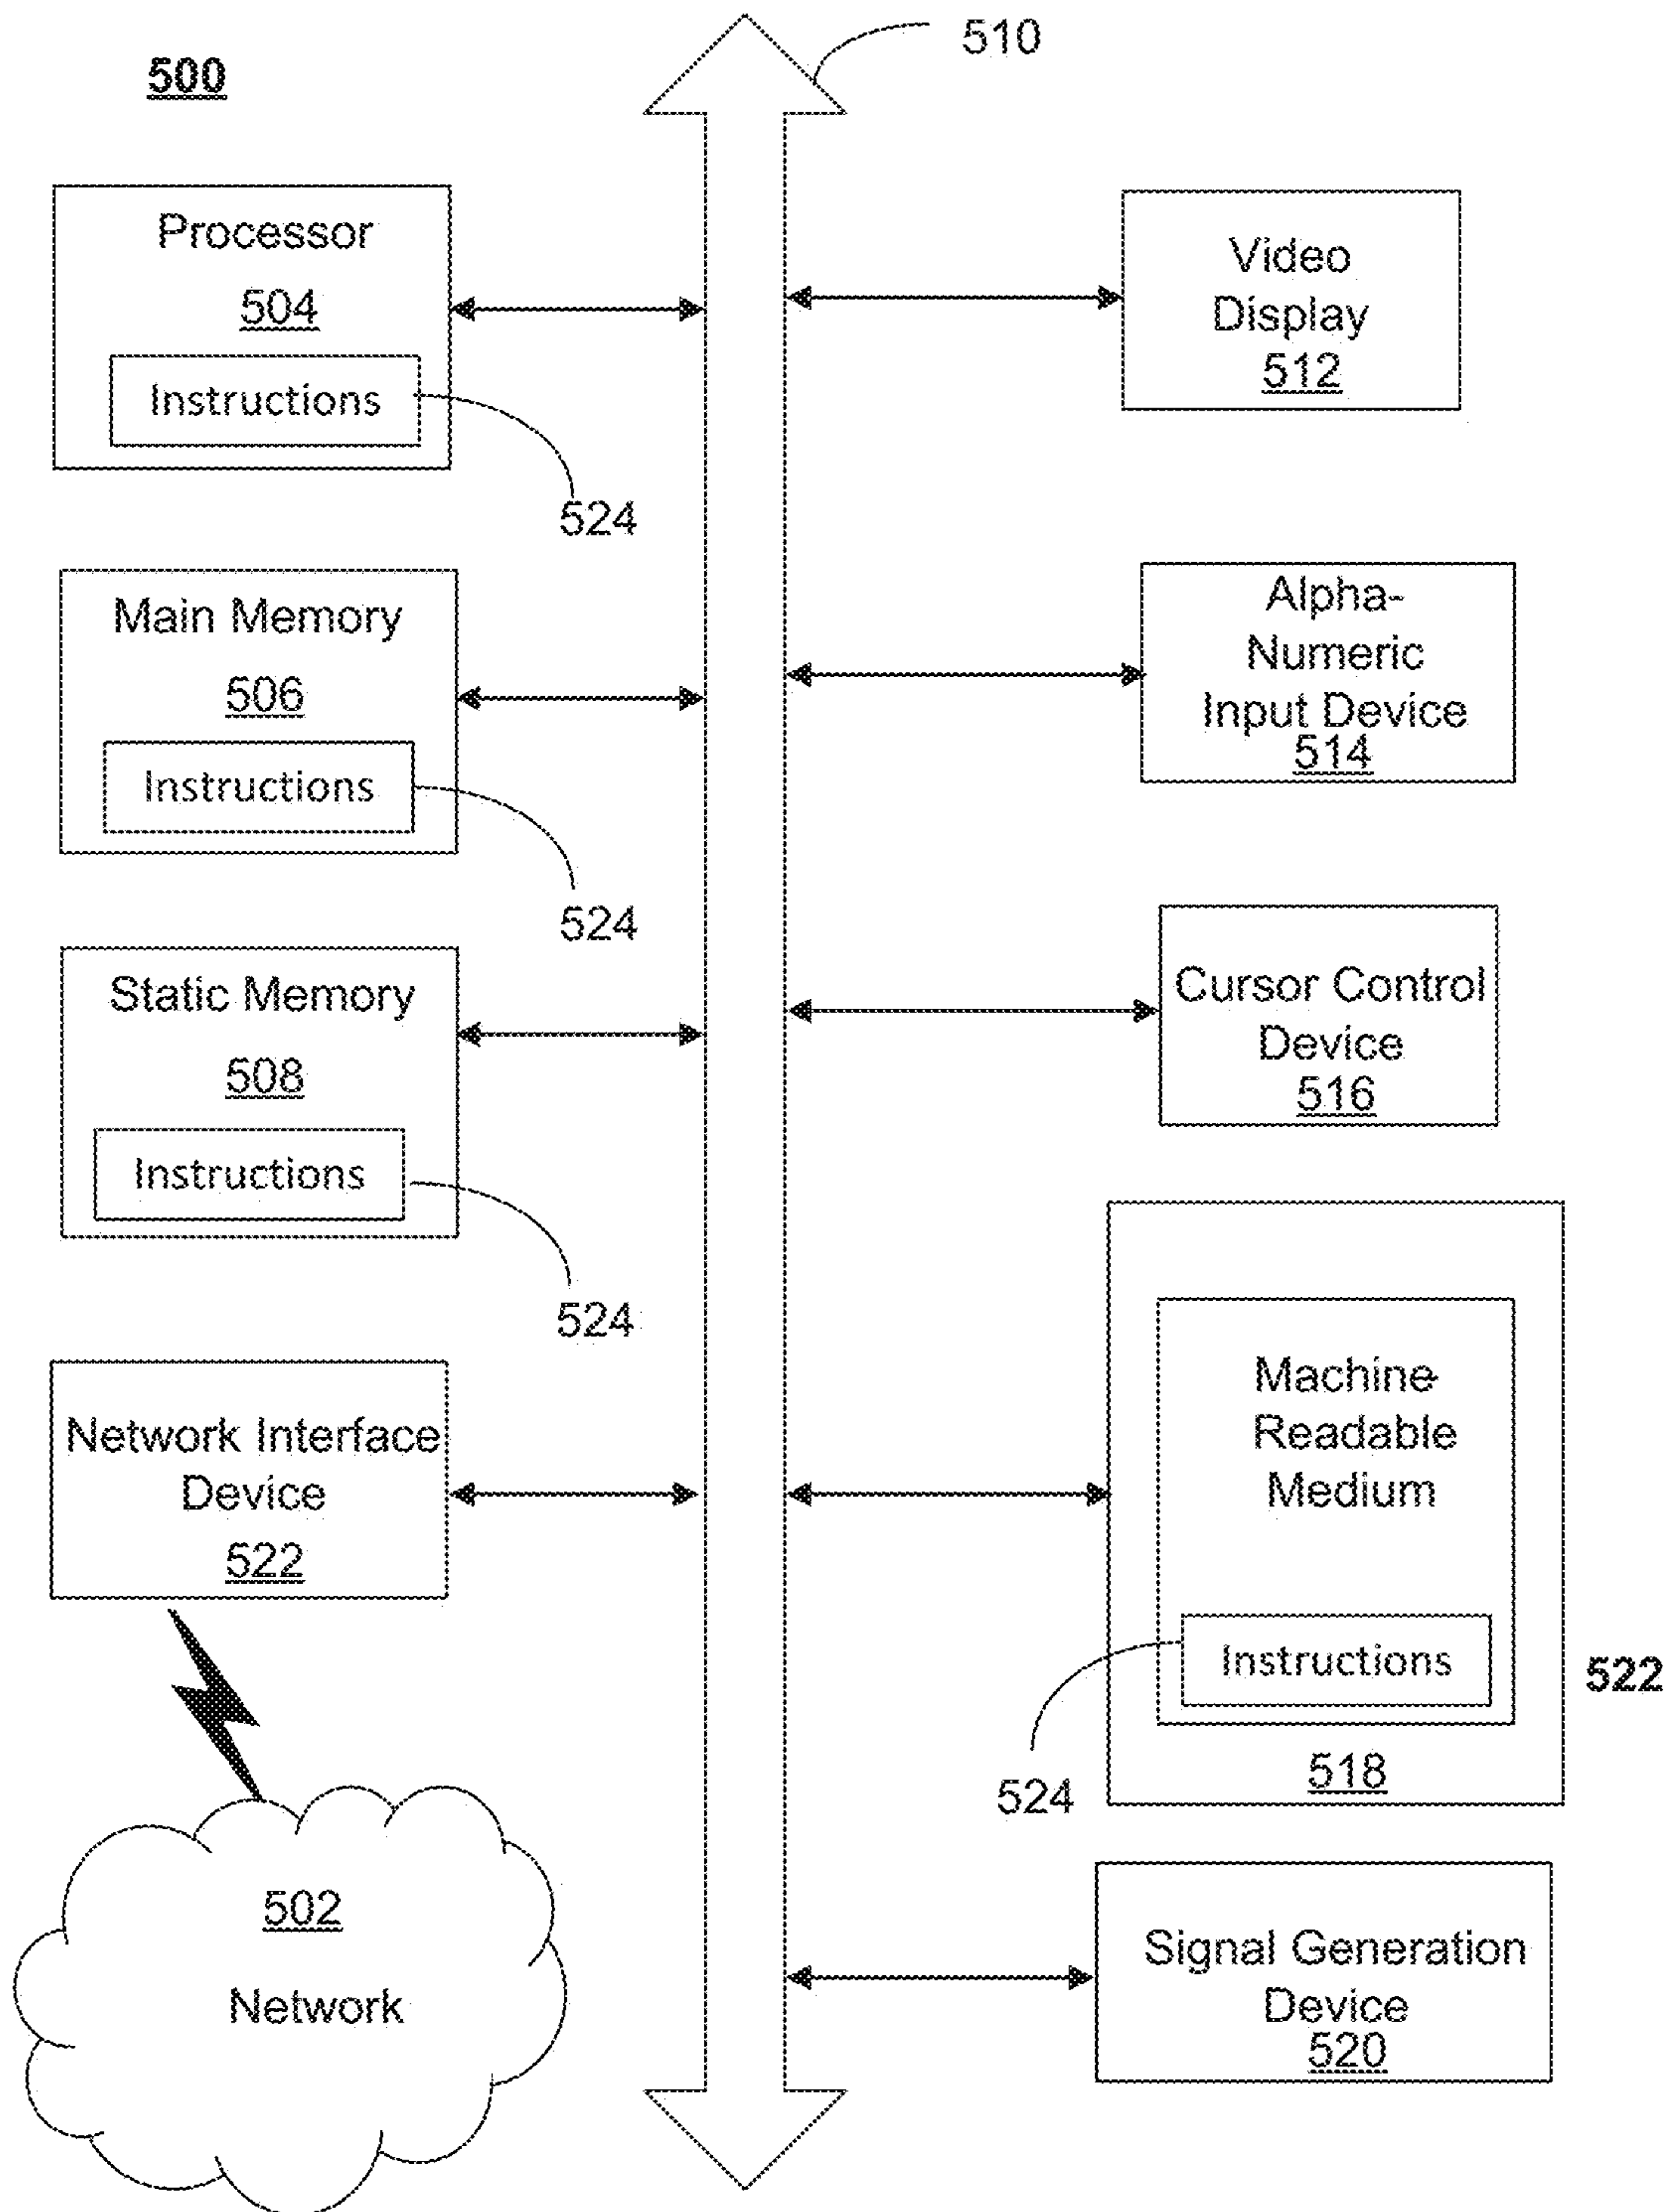 500
510
Processor
504
Instructions
524
Main Memory
506
Instructions
524
Static Memory
508
Instructions
524
Network Interface
Device
522
502
Network
Video
Display
512
Alpha-
Numeric
Input Device
514
Cursor Control
Device
516
Machine-
Readable
Medium
Instructions
522
518
524
Signal Generation
Device
520